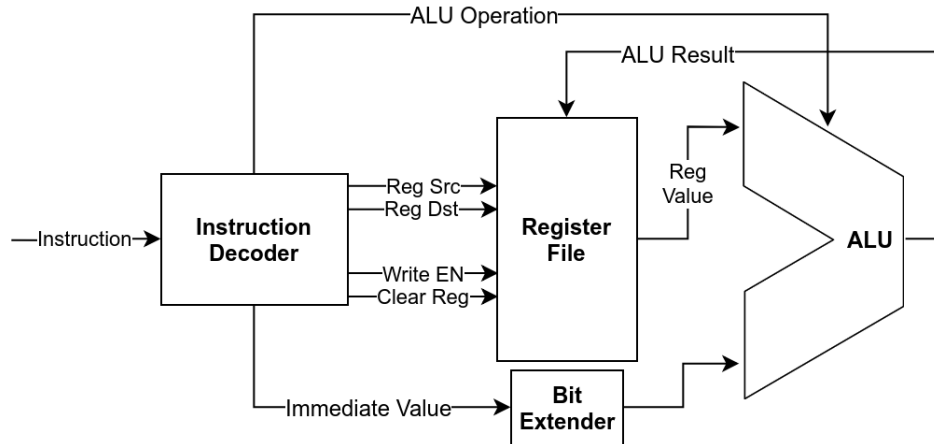 ALU Operation
ALU Result
Reg Src
Reg Dst
Reg
Value
Instruction
Instruction
Decoder
Register
File
ALU
Write EN
Clear Reg
Immediate Value
Bit
Extender